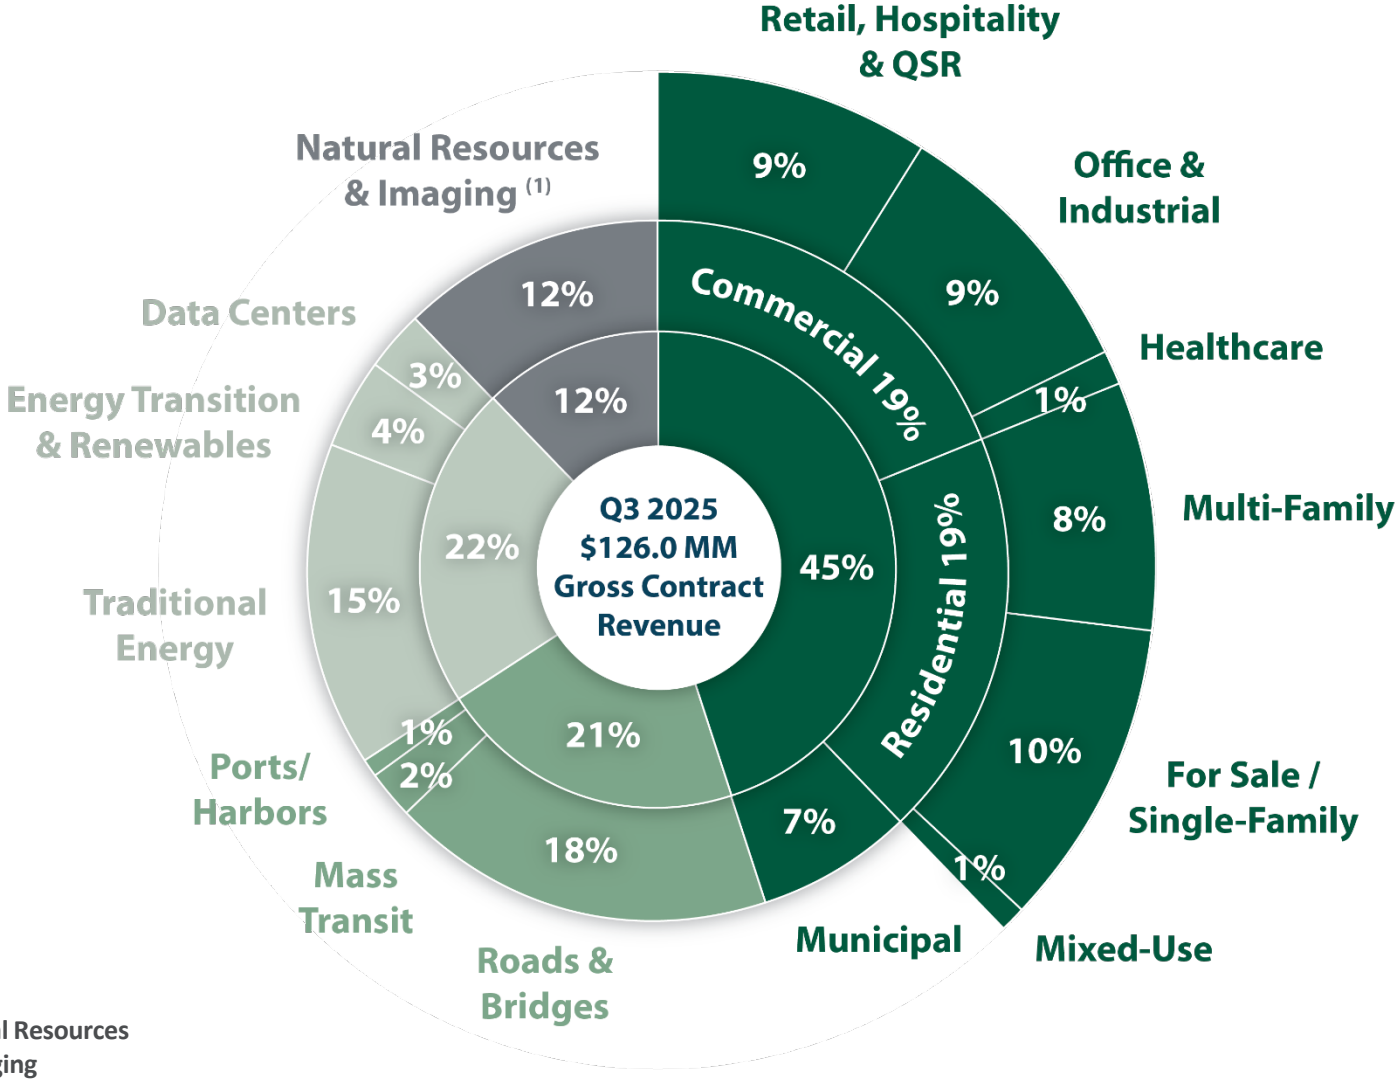 Retail, Hospitality
& QSR
9%
Office &
Industrial
9%
Healthcare
1%
Multi-Family
8%
For Sale /
Single-Family
10%
Mixed-Use
1%
Commercial 19%
Residential 19%
Municipal
7%
45%
Natural Resources
& Imaging (1)
12%
12%
Data Centers
3%
Energy Transition
& Renewables
4%
Traditional
Energy
15%
22%
Ports/
Harbors
1%
Mass
Transit
2%
Roads &
Bridges
18%
21%
Q3 2025
$126.0 MM
Gross Contract
Revenue
Resources